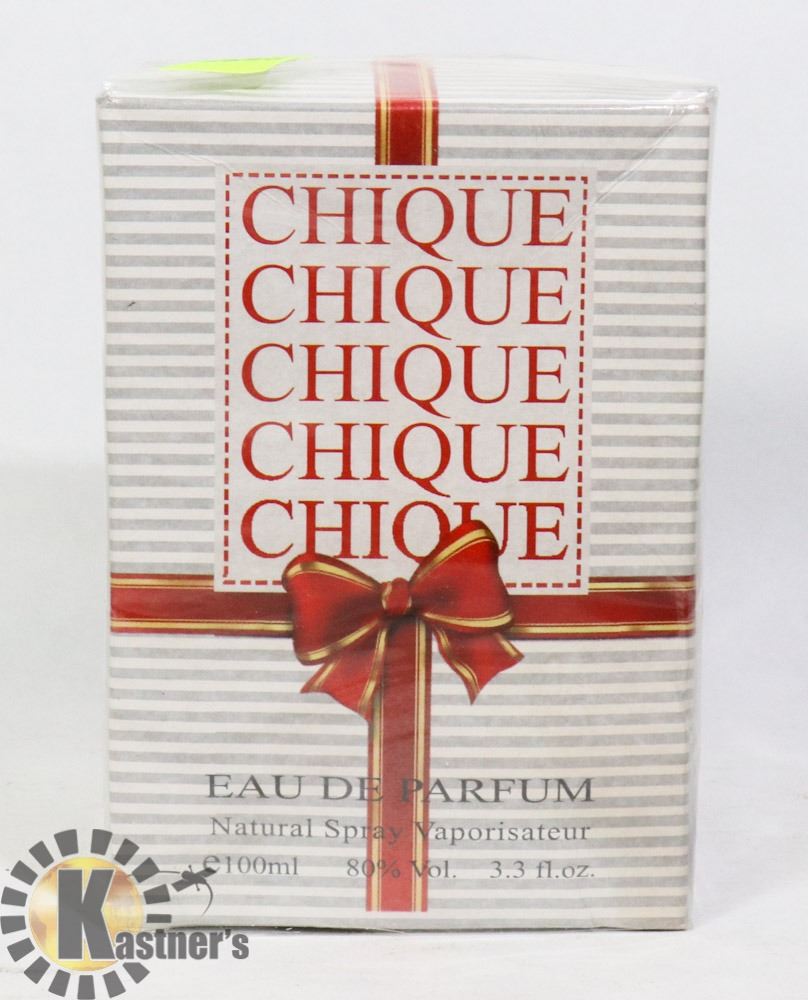 CHIQUE
CHIQUE
CHIQUE
CHIQUE
CHIQUE
EAU DE PARFUM
Natural Spray Vaporisateur
℮100ml 80% Vol. 3.3 fl.oz.
Kastner's